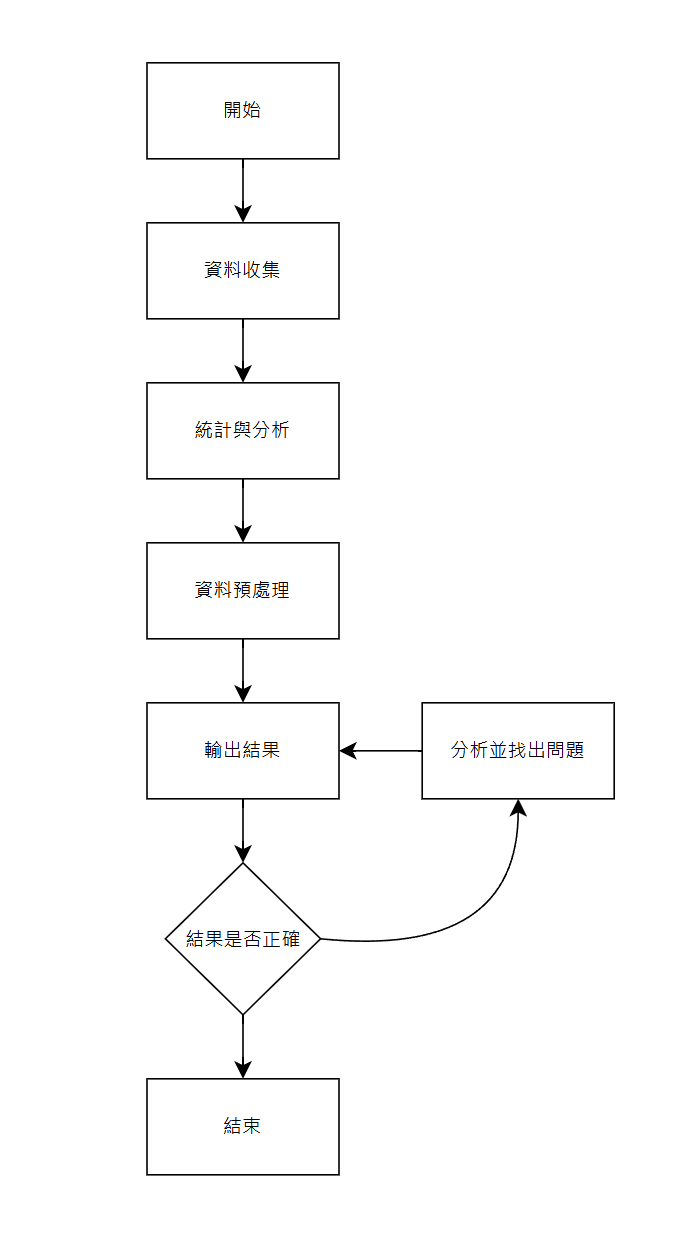 開始
資料收集
統計與分析
資料預處理
輸出結果
分析並找出問題
結果是否正確
結束